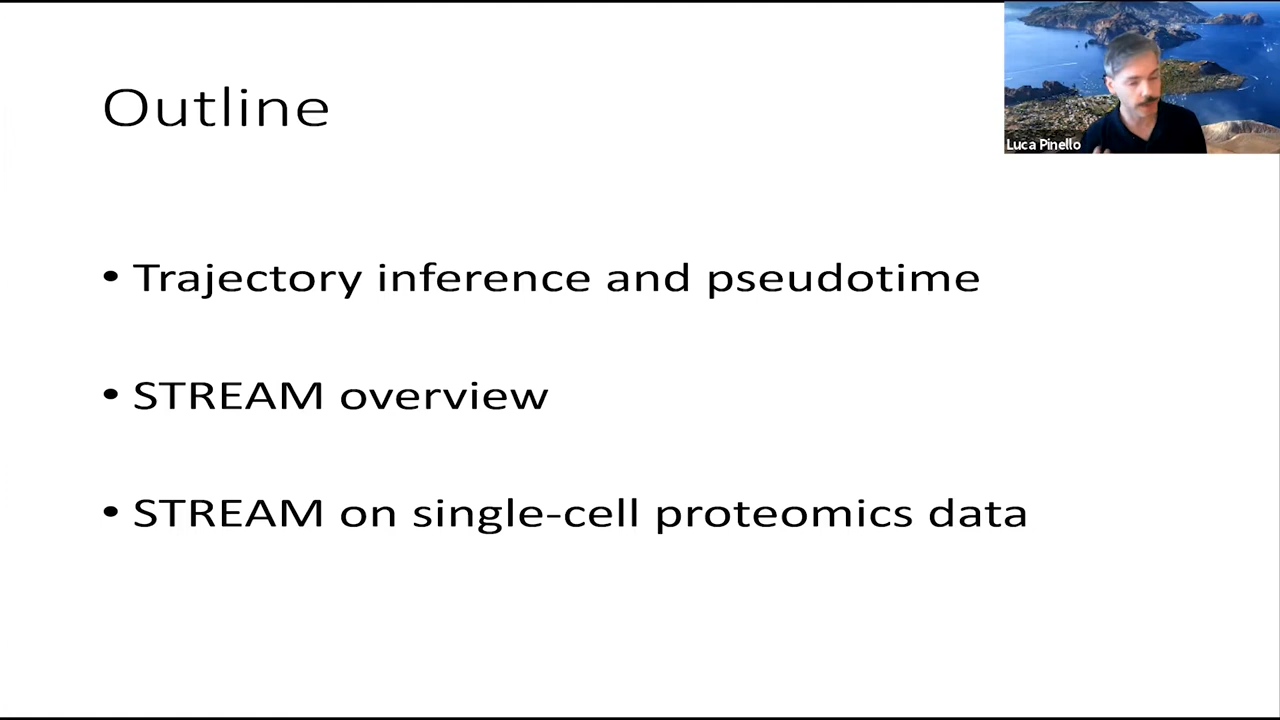 Outline
Luca Pinello
• Trajectory inference and pseudotime
• STREAM overview
• STREAM on single-cell proteomics data